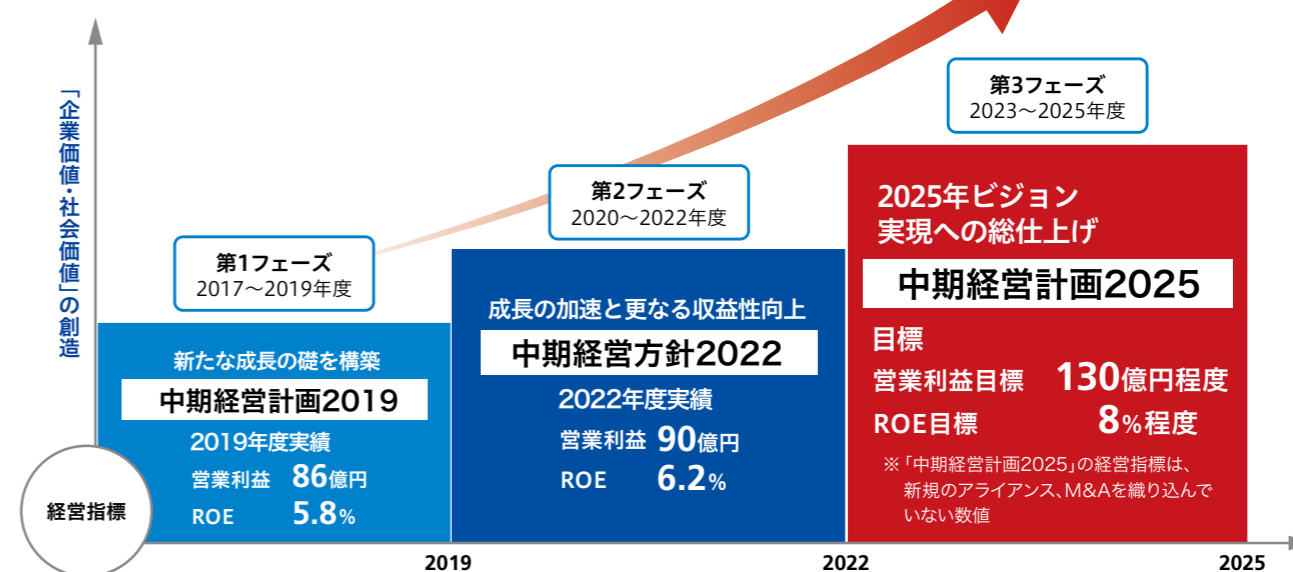 「企業価値・社会価値」の創造
経営指標
第1フェーズ
2017～2019年度
新たな成長の礎を構築
中期経営計画2019
2019年度実績
営業利益 86億円
ROE 5.8%
第2フェーズ
2020～2022年度
成長の加速と更なる収益性向上
中期経営方針2022
2022年度実績
営業利益 90億円
ROE 6.2%
第3フェーズ
2023～2025年度
2025年ビジョン
実現への総仕上げ
中期経営計画2025
目標
営業利益目標 130億円程度
ROE目標 8%程度
※「中期経営計画2025」の経営指標は、
新規のアライアンス、M&Aを織り込んで
いない数値
2019
2022
2025